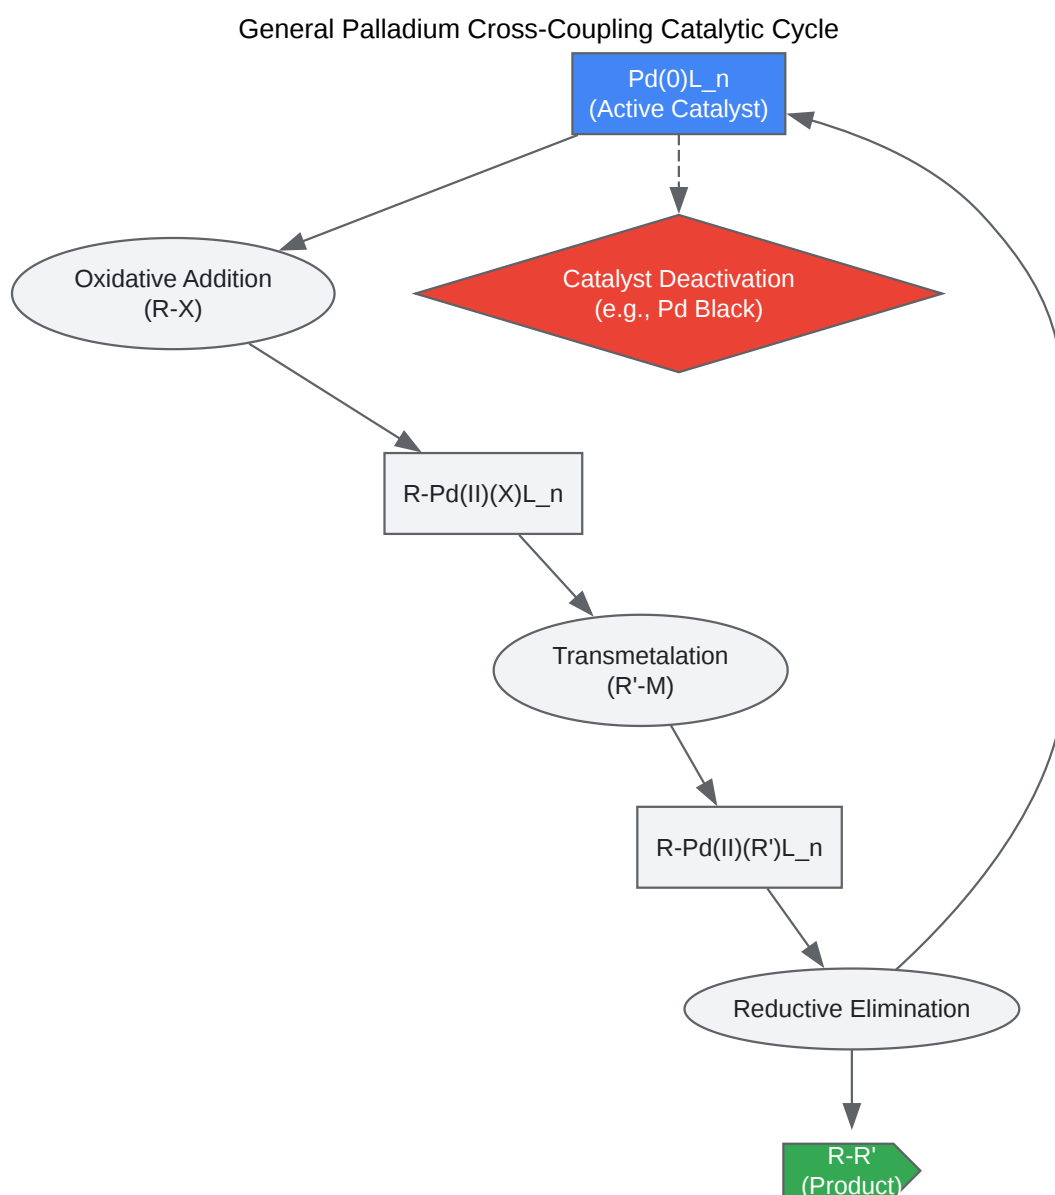 General Palladium Cross-Coupling Catalytic Cycle
Pd(0)L_n
(Active Catalyst)
Oxidative Addition
(R-X)
Catalyst Deactivation
(e.g., Pd Black)
R-Pd(II)(X)L_n
Transmetalation
(R'-M)
R-Pd(II)(R')L_n
Reductive Elimination
R-R'
(Product)